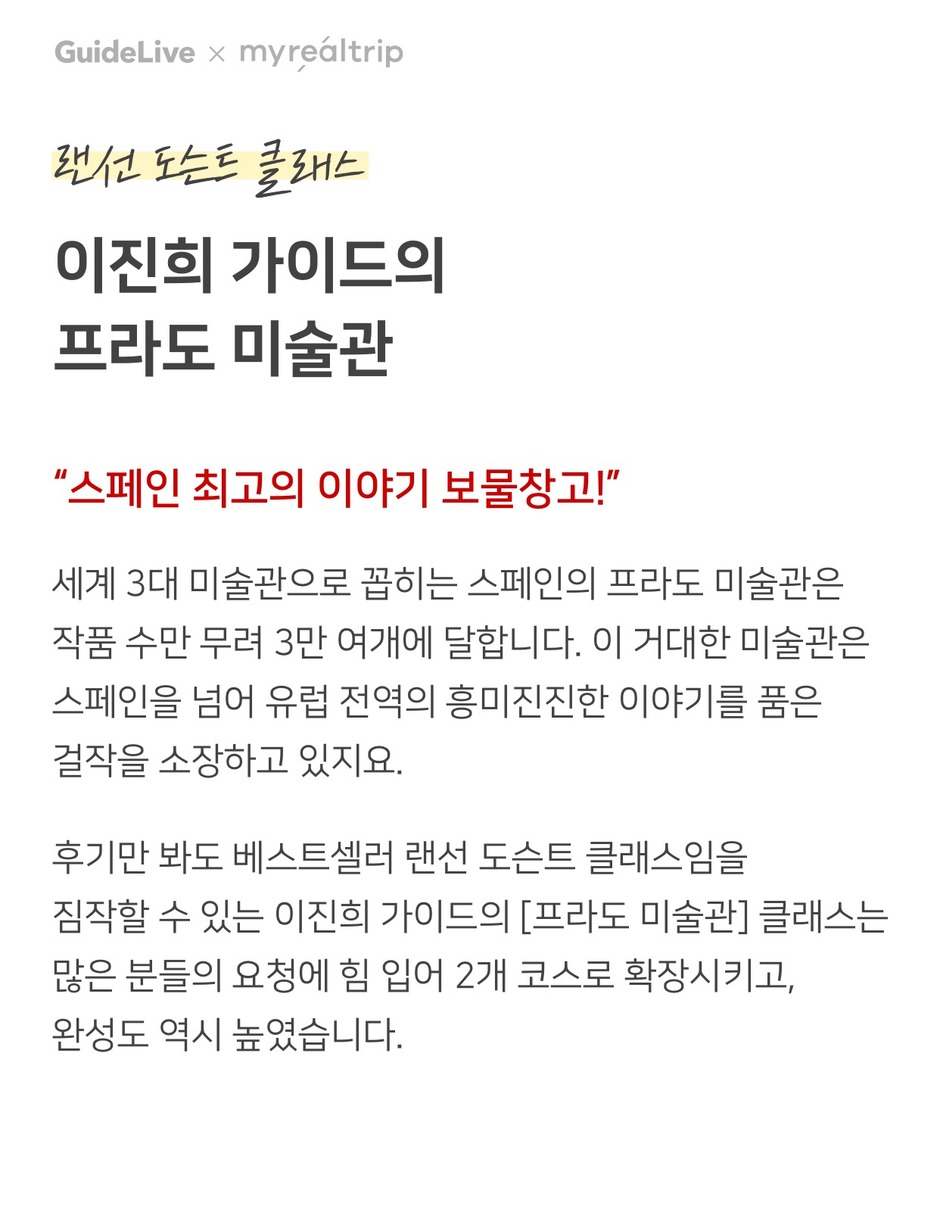 GuideLive × myrealtrip
랜선 도슨트 클래스
이진희 가이드의
프라도 미술관
“스페인 최고의 이야기 보물창고!”
세계 3대 미술관으로 꼽히는 스페인의 프라도 미술관은
작품 수만 무려 3만 여개에 달합니다. 이 거대한 미술관은
스페인을 넘어 유럽 전역의 흥미진진한 이야기를 품은
걸작을 소장하고 있지요.
후기만 봐도 베스트셀러 랜선 도슨트 클래스임을
짐작할 수 있는 이진희 가이드의 [프라도 미술관] 클래스는
많은 분들의 요청에 힘 입어 2개 코스로 확장시키고,
완성도 역시 높였습니다.